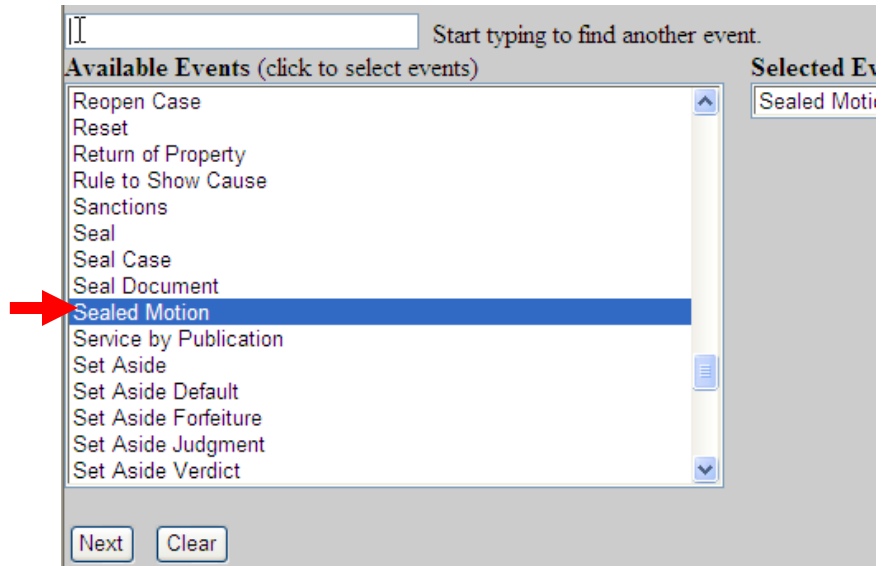 Start typing to find another event.
Available Events (click to select events)
Selected
Reopen Case
Sealed
Reset
Return of Property
Rule to Show Cause
Sanctions
Seal
Seal Case
Seal Document
Sealed Motion
Service by Publication
Set Aside
Set Aside Default
Set Aside Forfeiture
Set Aside Judgment
Set Aside Verdict
Next Clear